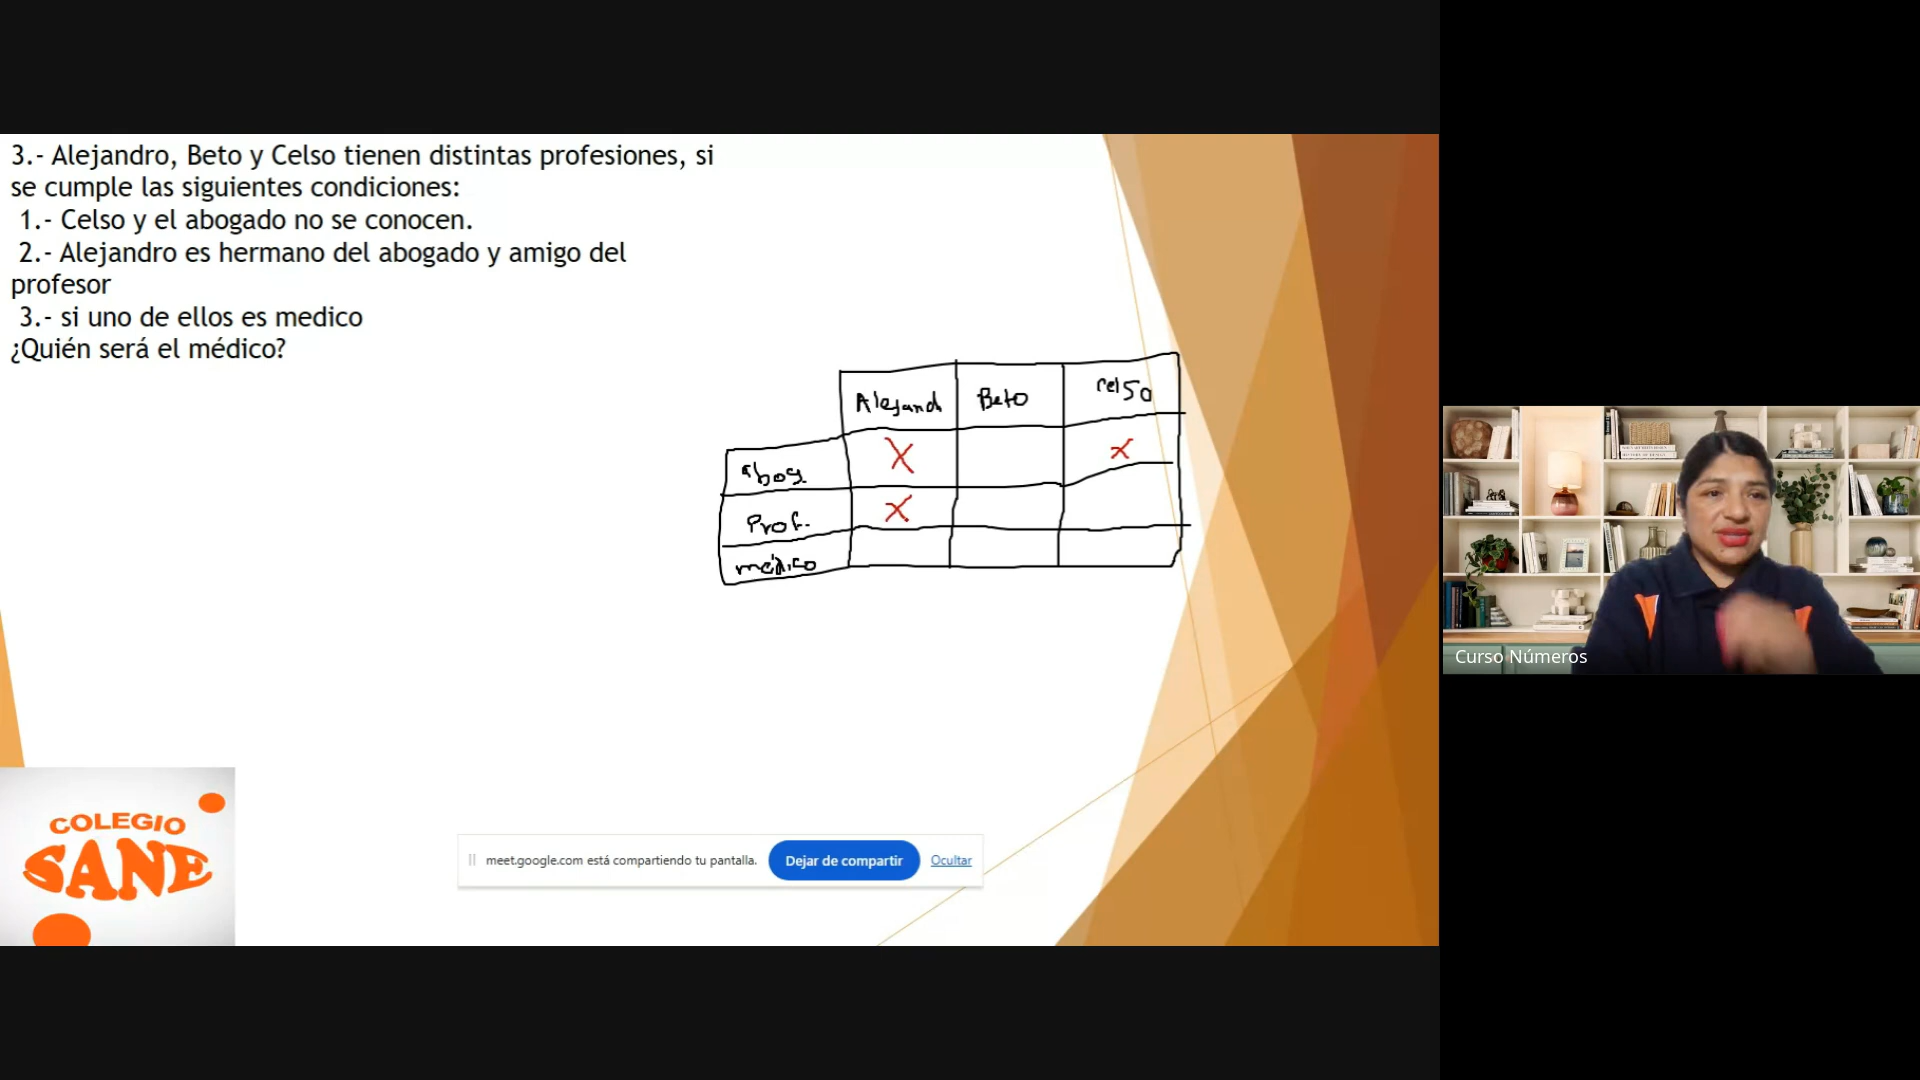 3.- Alejandro, Beto y Celso tienen distintas profesiones, si
se cumple las siguientes condiciones:
1.- Celso y el abogado no se conocen.
2.- Alejandro es hermano del abogado y amigo del
profesor
3.- si uno de ellos es medico
¿Quién será el médico?
Alejand Beto celso
abog. X X
Prof. X
médico
Curso Números
COLEGIO
SANE
meet.google.com está compartiendo tu pantalla. Dejar de compartir Ocultar